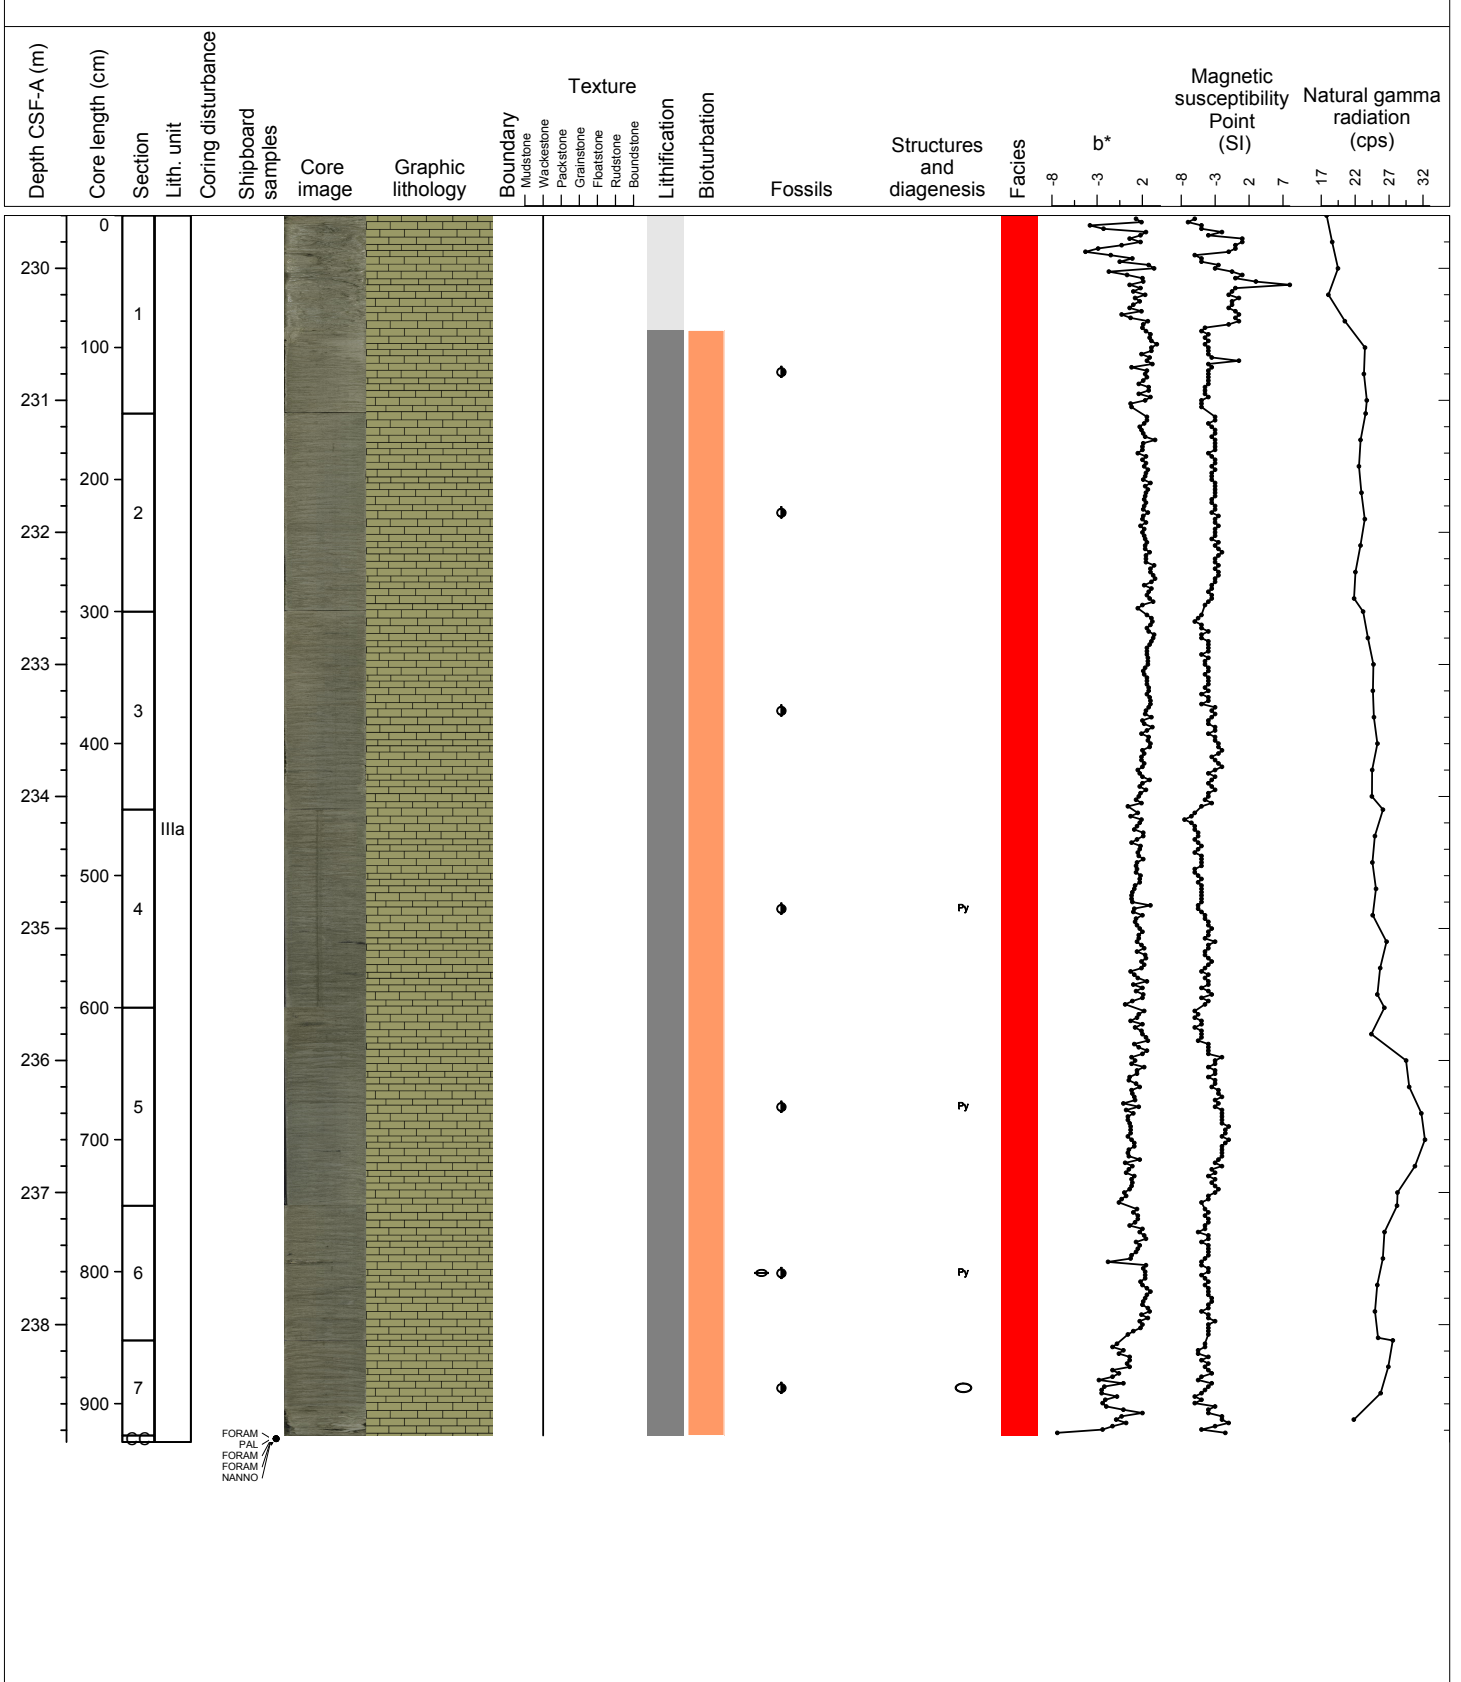 Depth CSF-A (m)
Core length (cm)
Section
Lith. unit
Coring disturbance
Shipboard
samples
Core
image
Graphic
lithology
Boundary
Texture
Mudstone
Wackestone
Packstone
Grainstone
Floatstone
Rudstone
Boundstone
Lithification
Bioturbation
Fossils
Structures
and
diagenesis
Facies
b*
-8 -3 2
Magnetic
susceptibility
Point
(SI)
-8 -3 2 7
Natural gamma
radiation
(cps)
17 22 27 32
0
230
1
100
231
200
2
232
300
233
3
400
234
IIIa
500
4
Py
235
600
236
5
Py
700
237
6
Py
800
238
7
900
CC
FORAM
PAL
FORAM
FORAM
NANNO